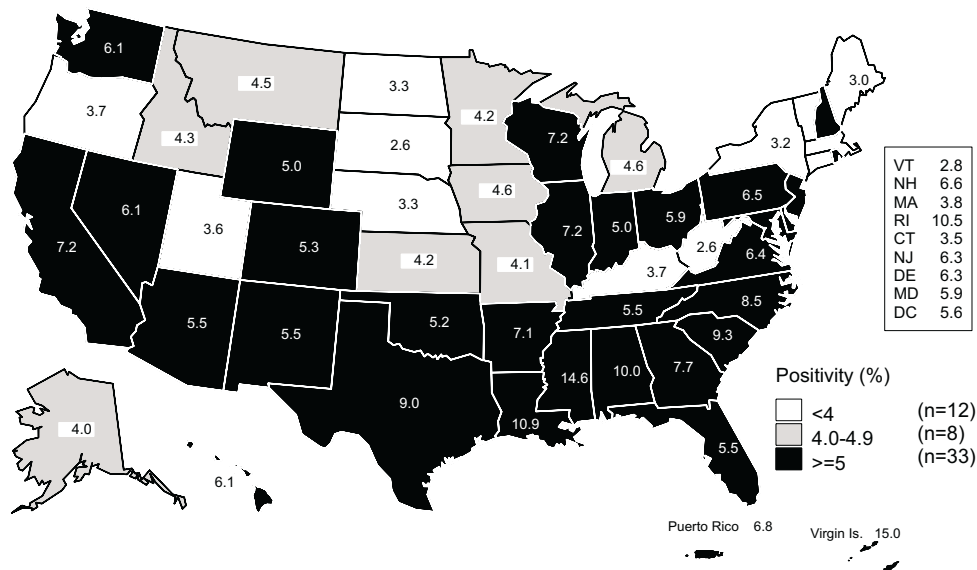 6.1
4.5
3.3
3.0
3.7
4.3
4.2
7.2
3.2
5.0
2.6
4.6
6.5
6.1
3.6
3.3
4.6
5.9
7.2
5.3
7.2
5.0
2.6
6.4
4.2
4.1
3.7
5.5
5.5
5.2
7.1
5.5
8.5
9.3
9.0
14.6
10.0
7.7
10.9
5.5
4.0
6.1
VT 2.8
NH 6.6
MA 3.8
RI 10.5
CT 3.5
NJ 6.3
DE 6.3
MD 5.9
DC 5.6
Positivity (%)
<4 (n=12)
4.0-4.9 (n=8)
>=5 (n=33)
Puerto Rico 6.8
Virgin Is. 15.0